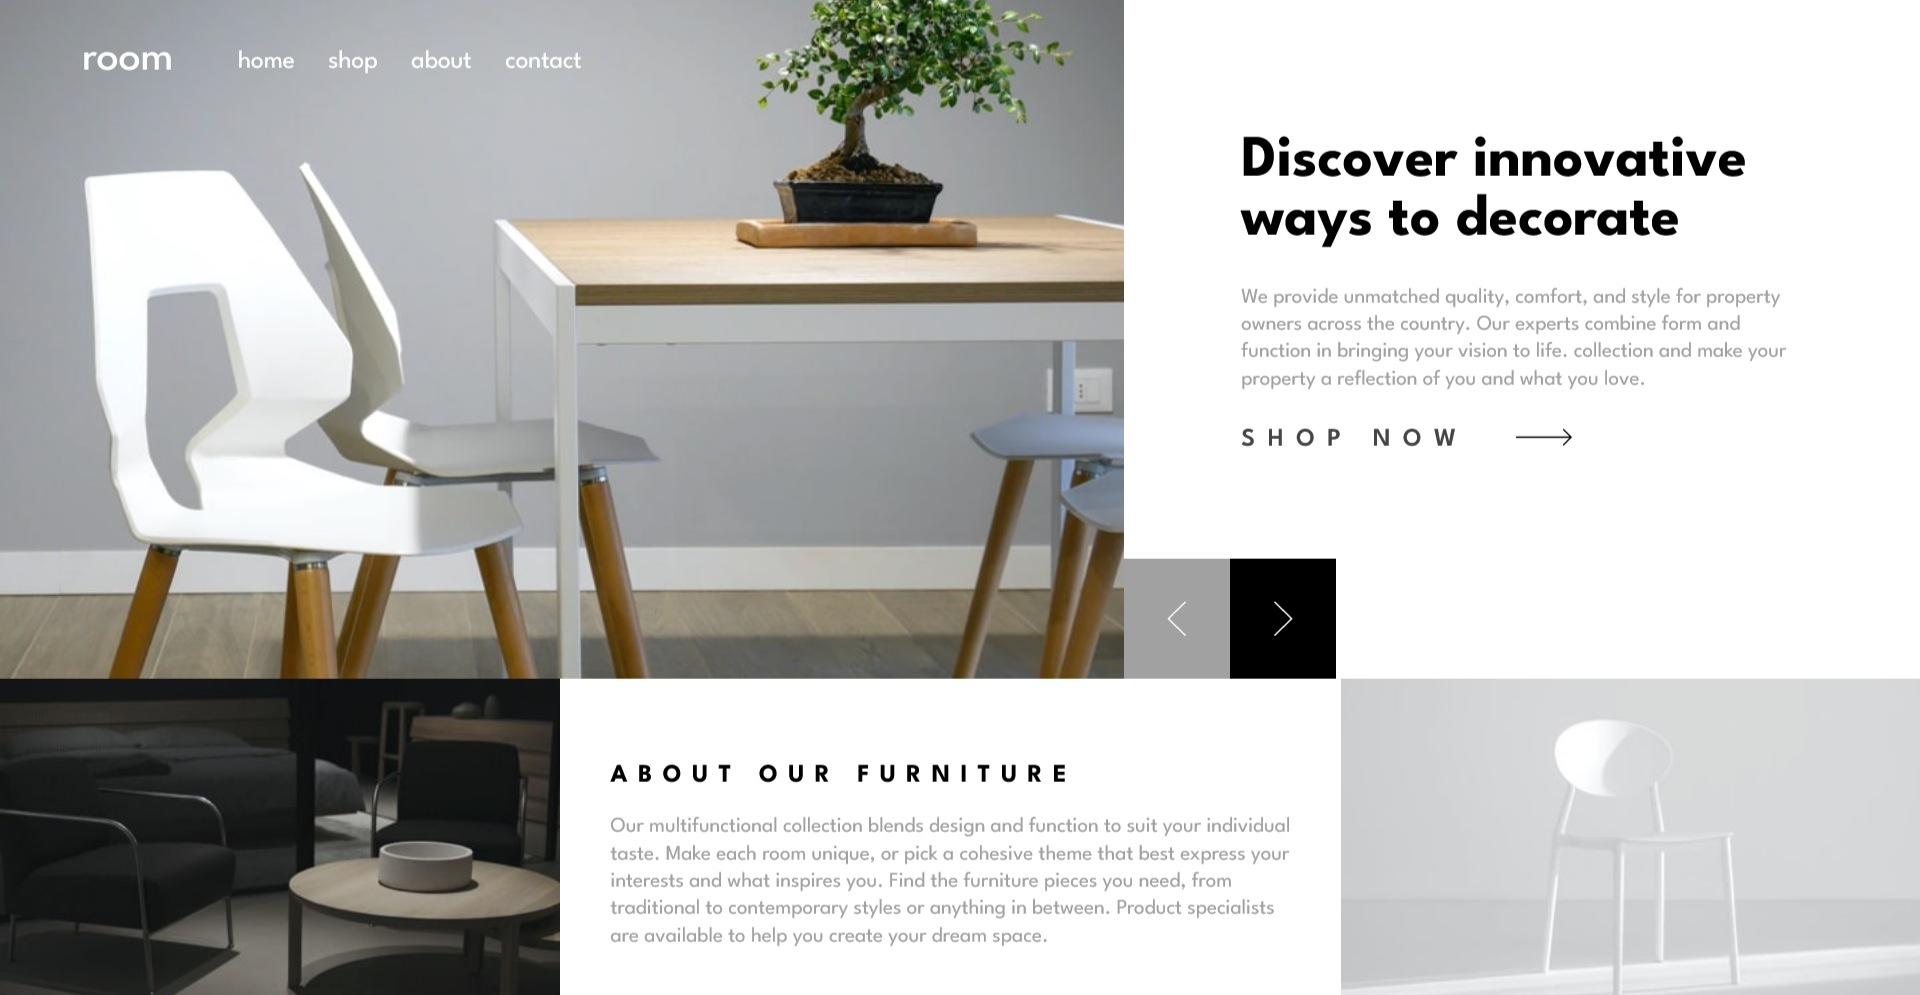 room
home shop about contact
Discover innovative
ways to decorate
We provide unmatched quality, comfort, and style for property
owners across the country. Our experts combine form and
function in bringing your vision to life. collection and make your
property a reflection of you and what you love.
SHOP NOW
ABOUT OUR FURNITURE
Our multifunctional collection blends design and function to suit your individual
taste. Make each room unique, or pick a cohesive theme that best express your
interests and what inspires you. Find the furniture pieces you need, from
traditional to contemporary styles or anything in between. Product specialists
are available to help you create your dream space.